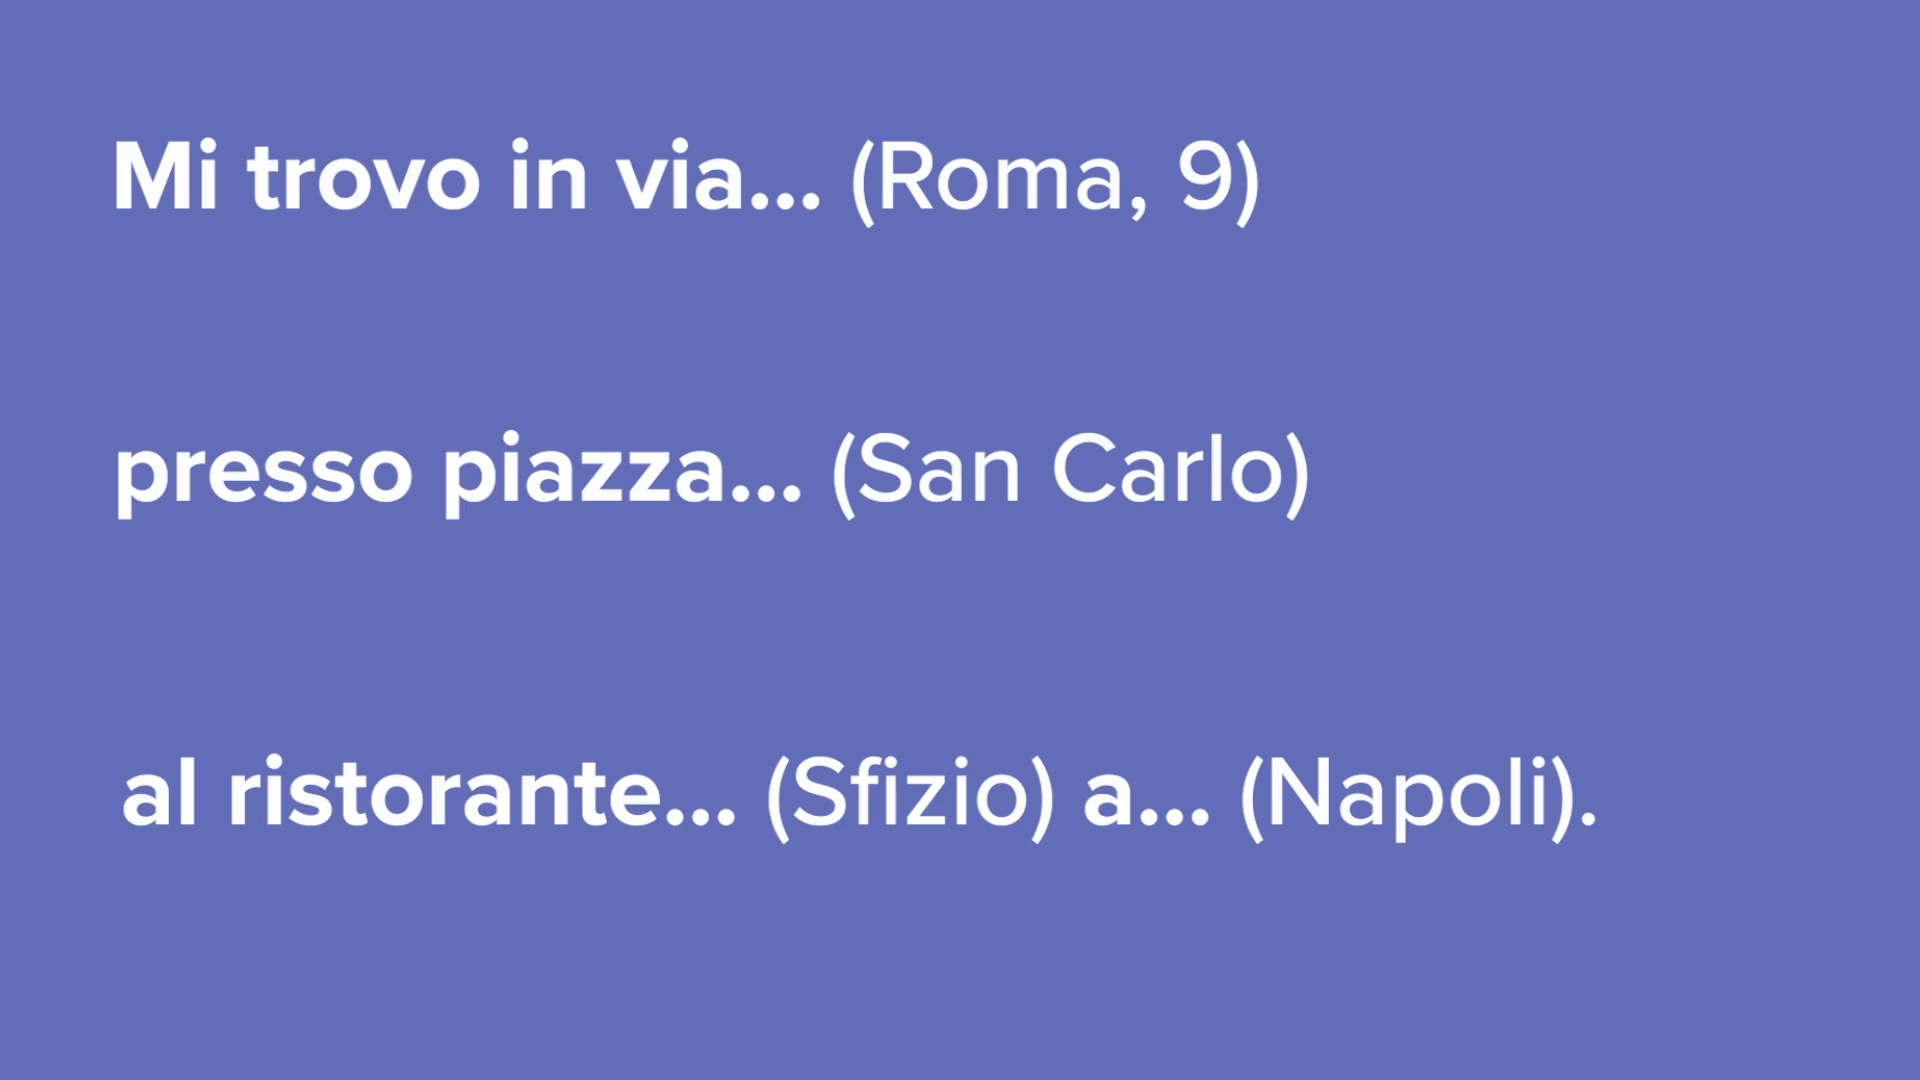 Mi trovo in via... (Roma, 9)
presso piazza... (San Carlo)
al ristorante... (Sfizio) a... (Napoli).